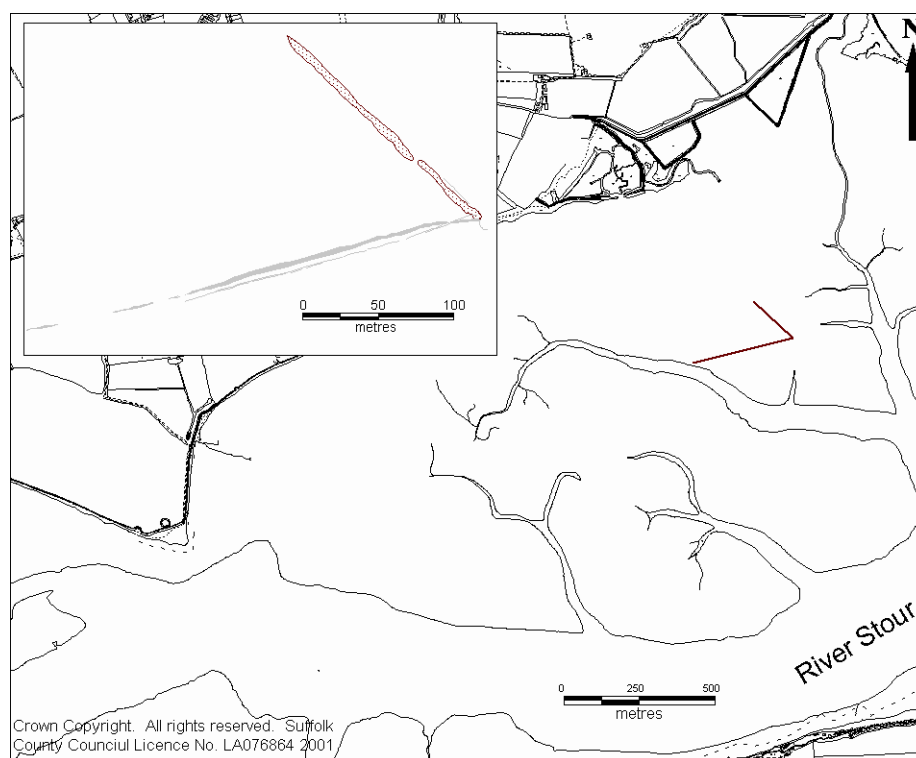 N
0 50 100
metres
River Stour
0 250 500
metres
Crown Copyright. All rights reserved. Suffolk
County Counciul Licence No. LA076864 2001